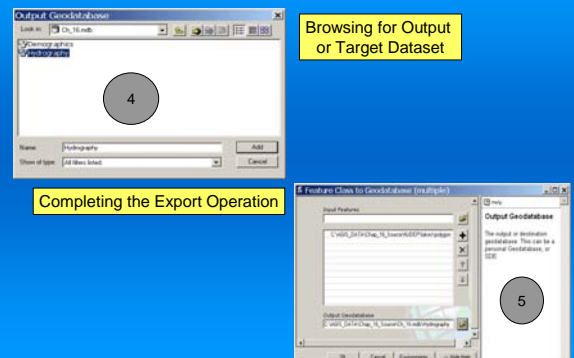 Output Geodatabase
Look in: Ch_16.mdb
Demographics
Hydrography
4
Name: Hydrography Add
Show of type: All filters listed. Cancel
Browsing for Output
or Target Dataset
Completing the Export Operation
Feature Class to Geodatabase (multiple)
Help
Input Features
Output Geodatabase
The output or destination
geodatabase. This can be a
personal Geodatabase, or
SDE.
5
Output Geodatabase
OK Cancel Environments...